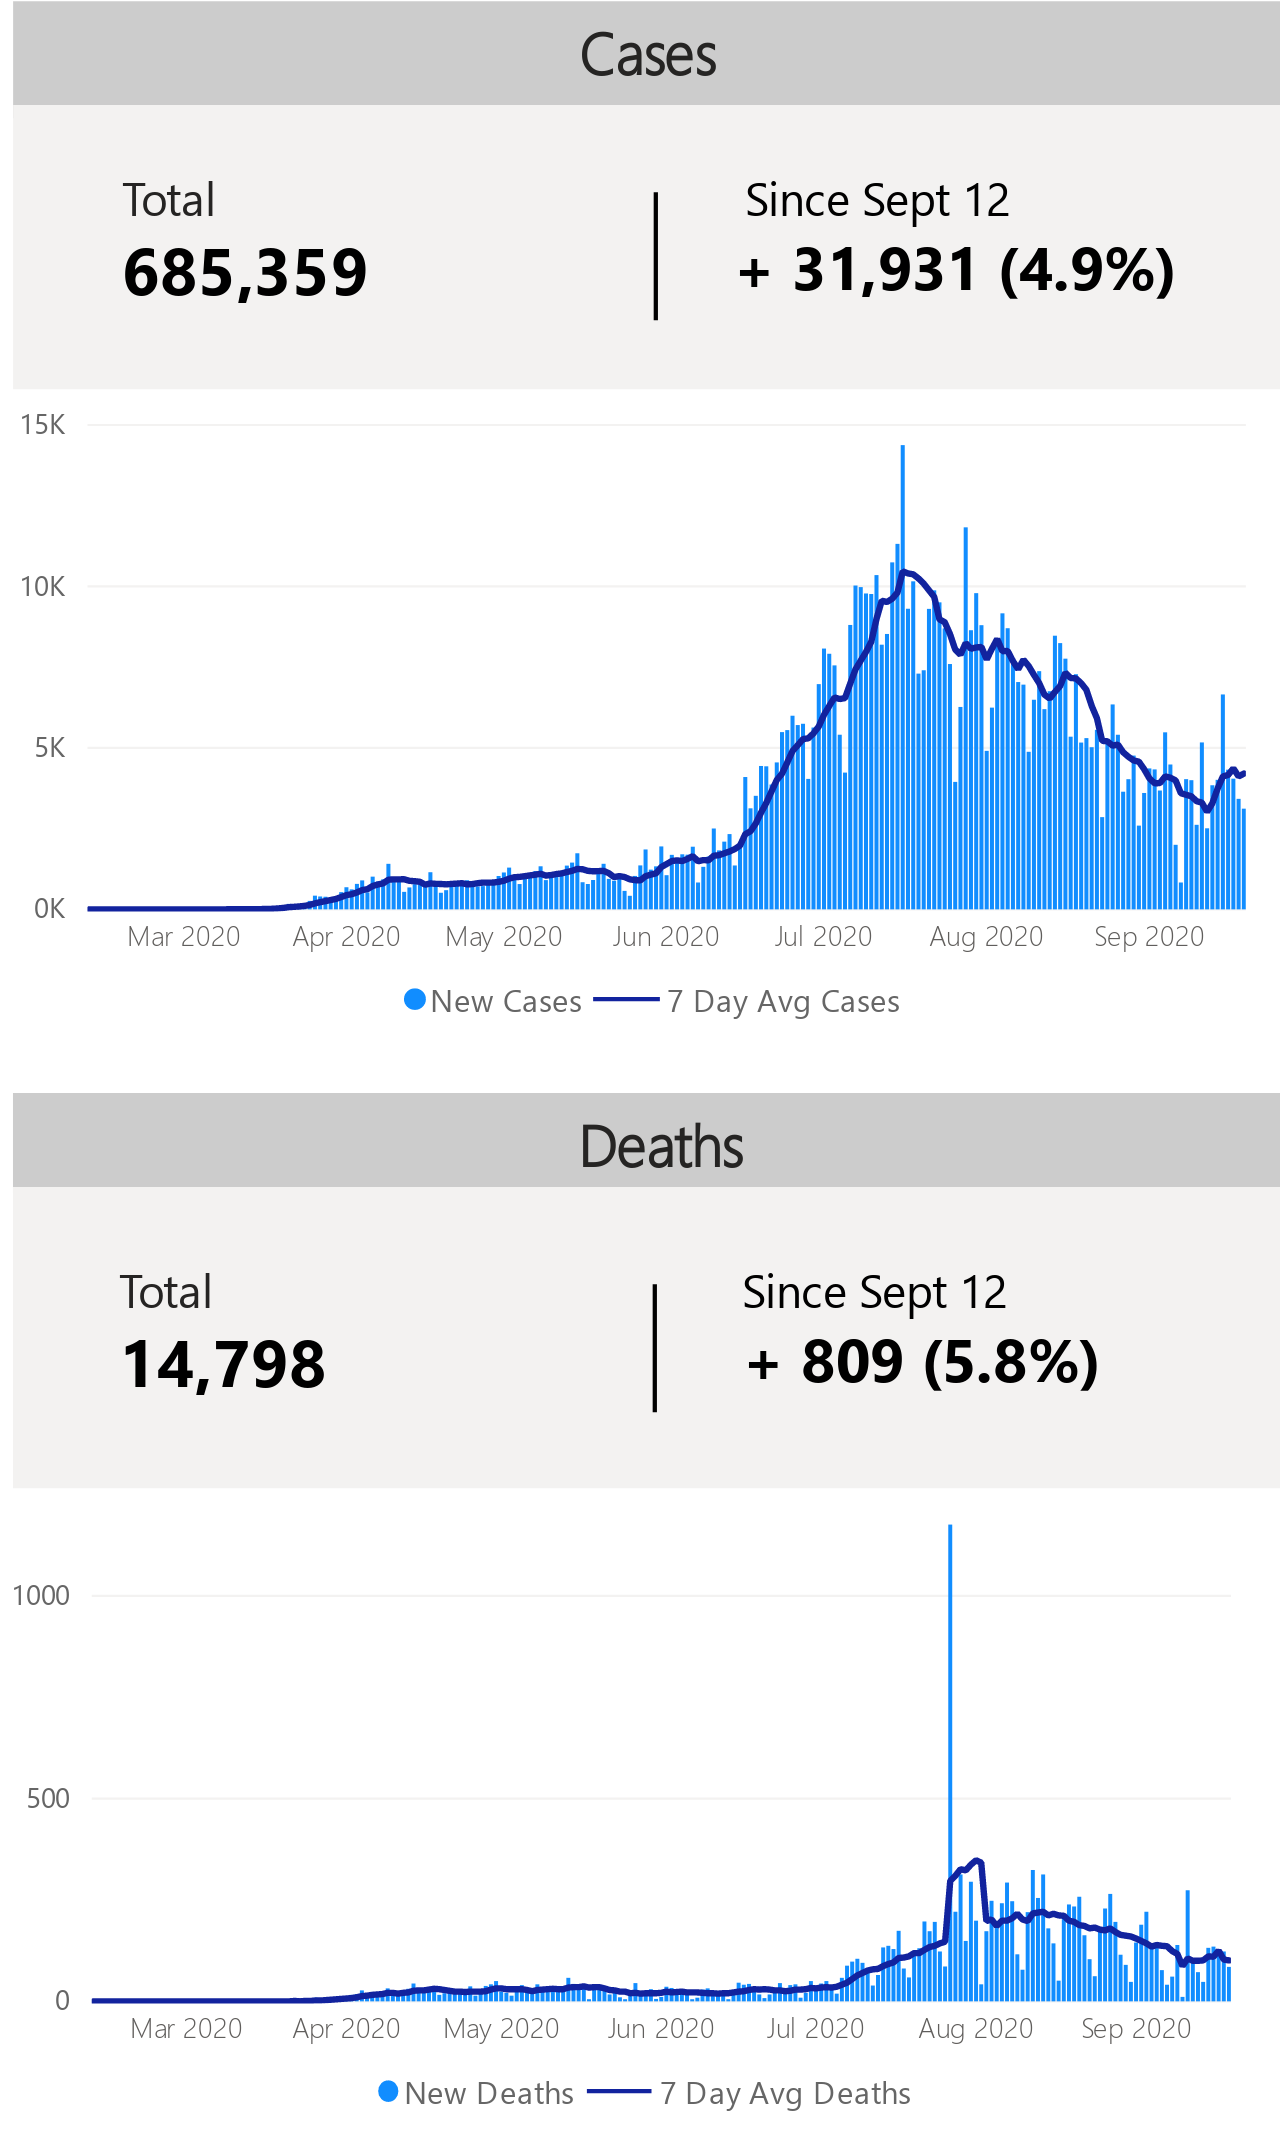 Cases
Total
Since Sept 12
685,359
+ 31,931 (4.9%)
15K
10K
5K
0K
Mar 2020 Apr 2020 May 2020 Jun 2020 Jul 2020 Aug 2020 Sep 2020
New Cases 7 Day Avg Cases
Deaths
Total
Since Sept 12
14,798
+ 809 (5.8%)
1000
500
0
Mar 2020 Apr 2020 May 2020 Jun 2020 Jul 2020 Aug 2020 Sep 2020
New Deaths 7 Day Avg Deaths